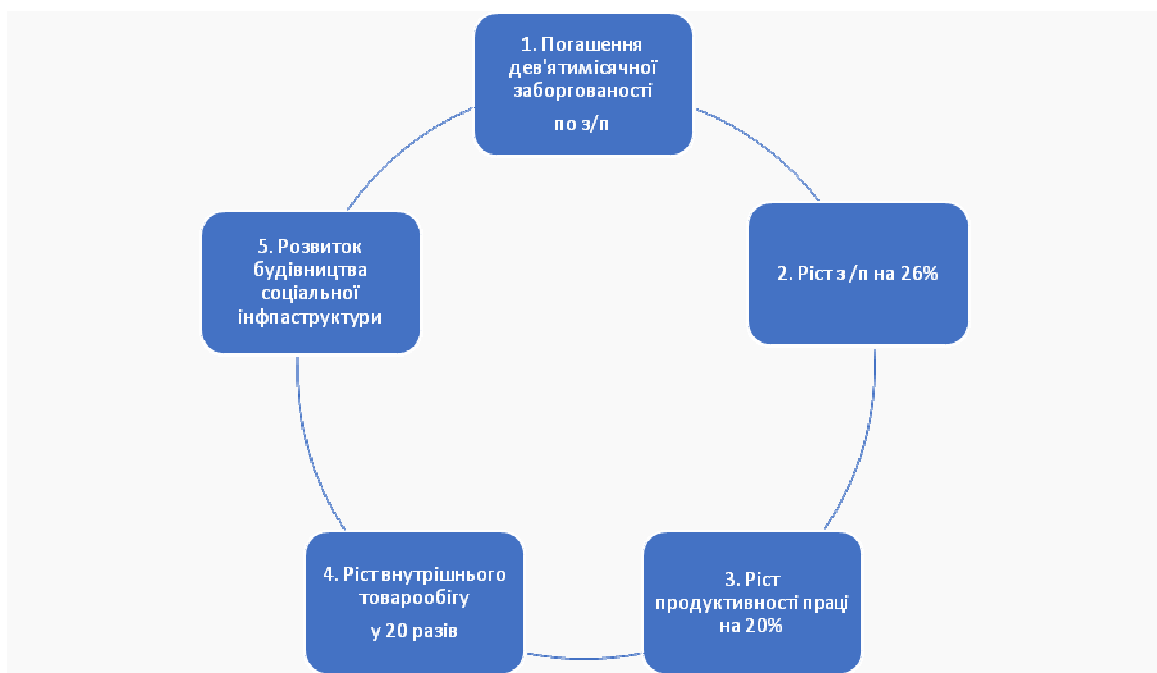 1. Погашення
дев'ятимісячної
заборгованості
по з/п
2. Ріст з /п на 26%
3. Ріст
продуктивності праці
на 20%
4. Ріст внутрішнього
товарообігу
у 20 разів
5. Розвиток
будівництва
соціальної
інфпаструктури